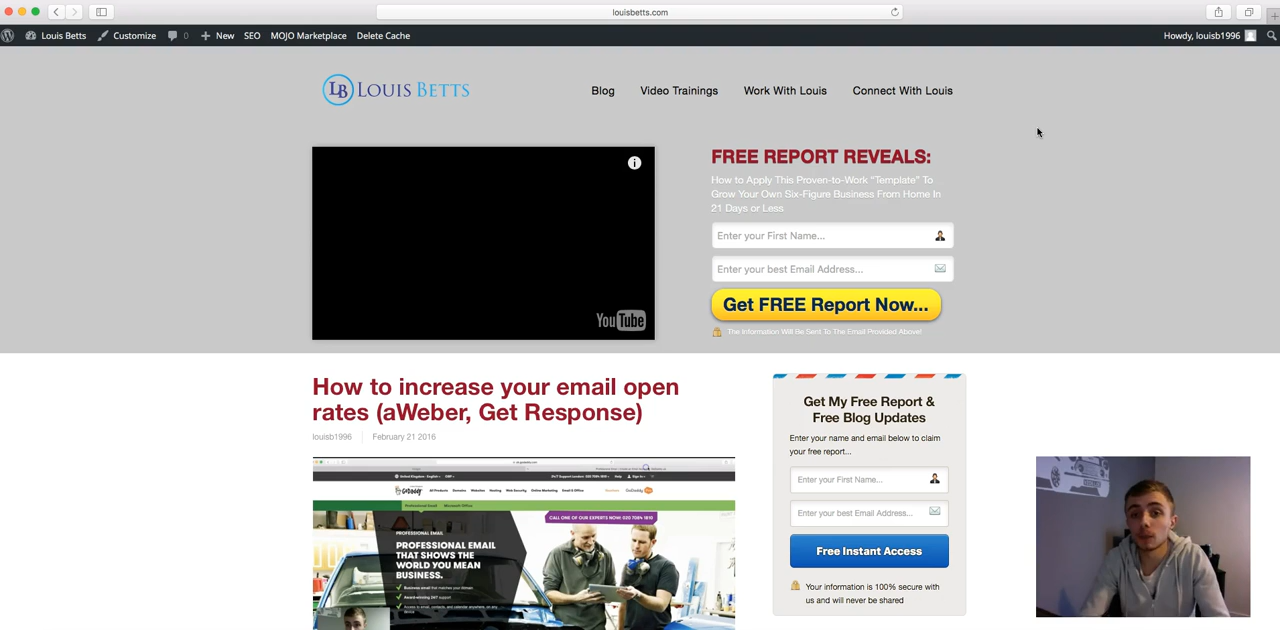 louisbetts.com
Louis Betts Customize 0 New SEO MOJO Marketplace Delete Cache Howdy, louisb1996
LB LOUIS BETTS
Blog Video Trainings Work With Louis Connect With Louis
FREE REPORT REVEALS:
How to Apply This Proven-to-Work “Template” To
Grow Your Own Six-Figure Business From Home In
21 Days or Less
Enter your First Name...
Enter your best Email Address...
Get FREE Report Now...
The Information Will Be Sent To The Email Provided Above!
YouTube
How to increase your email open
rates (aWeber, Get Response)
louisb1996 February 21 2016
GoDaddy
CALL ONE OF OUR EXPERTS NOW: 020 7084 1810
PROFESSIONAL EMAIL
PROFESSIONAL EMAIL
THAT SHOWS THE
WORLD YOU MEAN
BUSINESS.
Get My Free Report &
Free Blog Updates
Enter your name and email below to claim
your free report...
Enter your First Name...
Enter your best Email Address...
Free Instant Access
Your information is 100% secure with
us and will never be shared